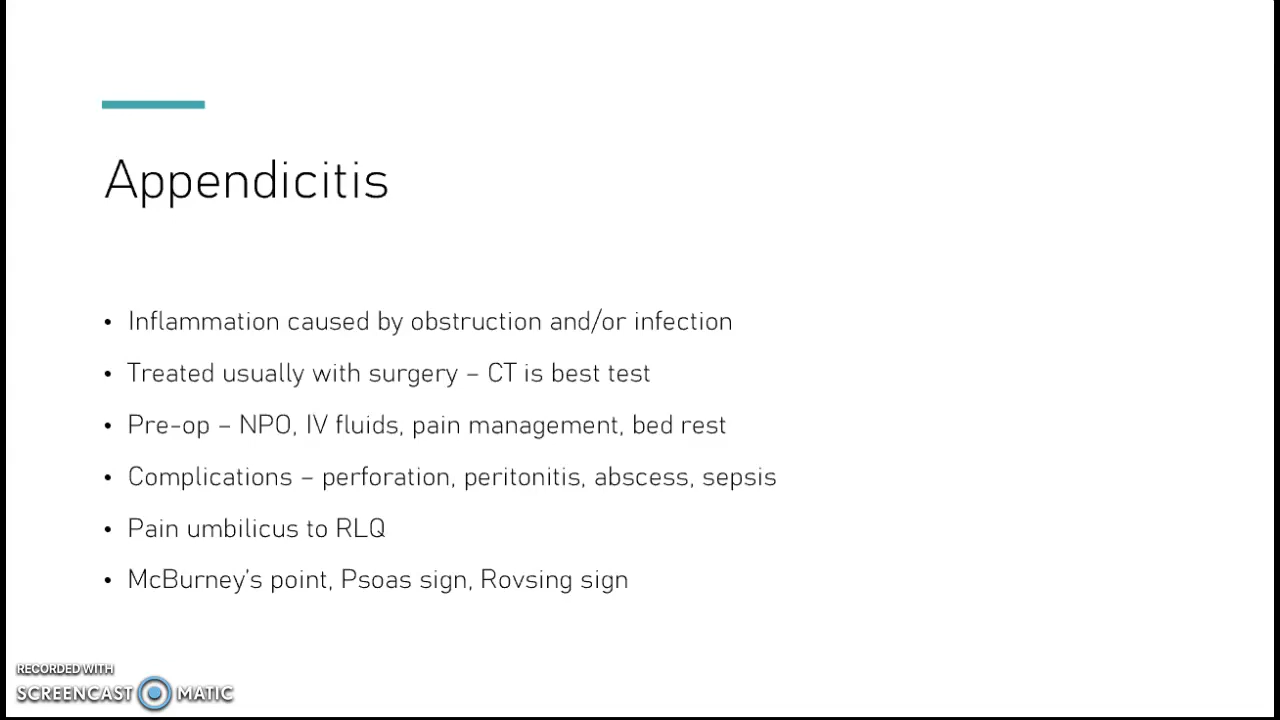 Appendicitis
• Inflammation caused by obstruction and/or infection
• Treated usually with surgery – CT is best test
• Pre-op – NPO, IV fluids, pain management, bed rest
• Complications – perforation, peritonitis, abscess, sepsis
• Pain umbilicus to RLQ
• McBurney's point, Psoas sign, Rovsing sign
RECORDED WITH
SCREENCAST MATIC